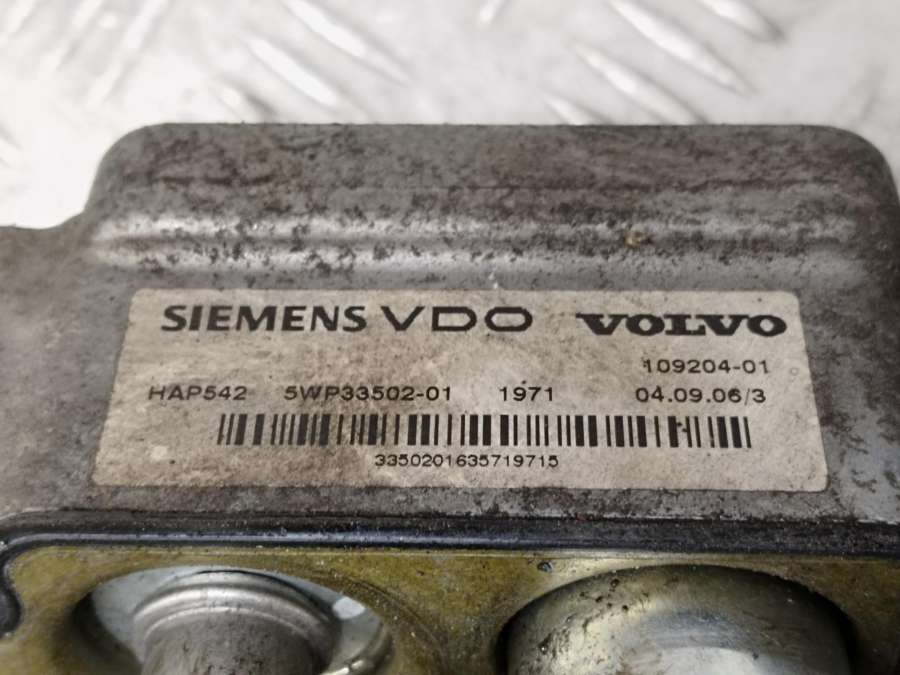 SIEMENS VDO VOLVO
109204-01
HAP542 5WP33502-01 1971 04.09.06/3
3350201635719715